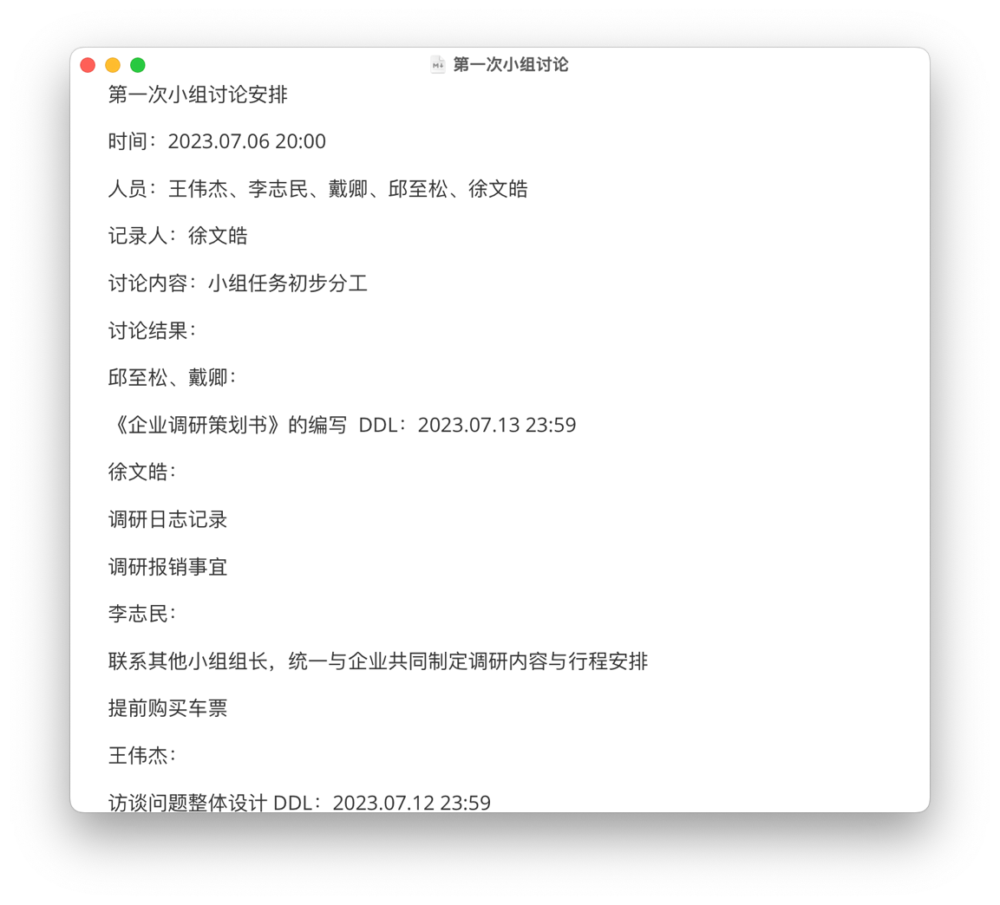 第一次小组讨论
第一次小组讨论安排
时间：2023.07.06 20:00
人员：王伟杰、李志民、戴卿、邱至松、徐文皓
记录人：徐文皓
讨论内容：小组任务初步分工
讨论结果：
邱至松、戴卿：
《企业调研策划书》的编写 DDL：2023.07.13 23:59
徐文皓：
调研日志记录
调研报销事宜
李志民：
联系其他小组组长，统一与企业共同制定调研内容与行程安排
提前购买车票
王伟杰：
访谈问题整体设计 DDL：2023.07.12 23:59